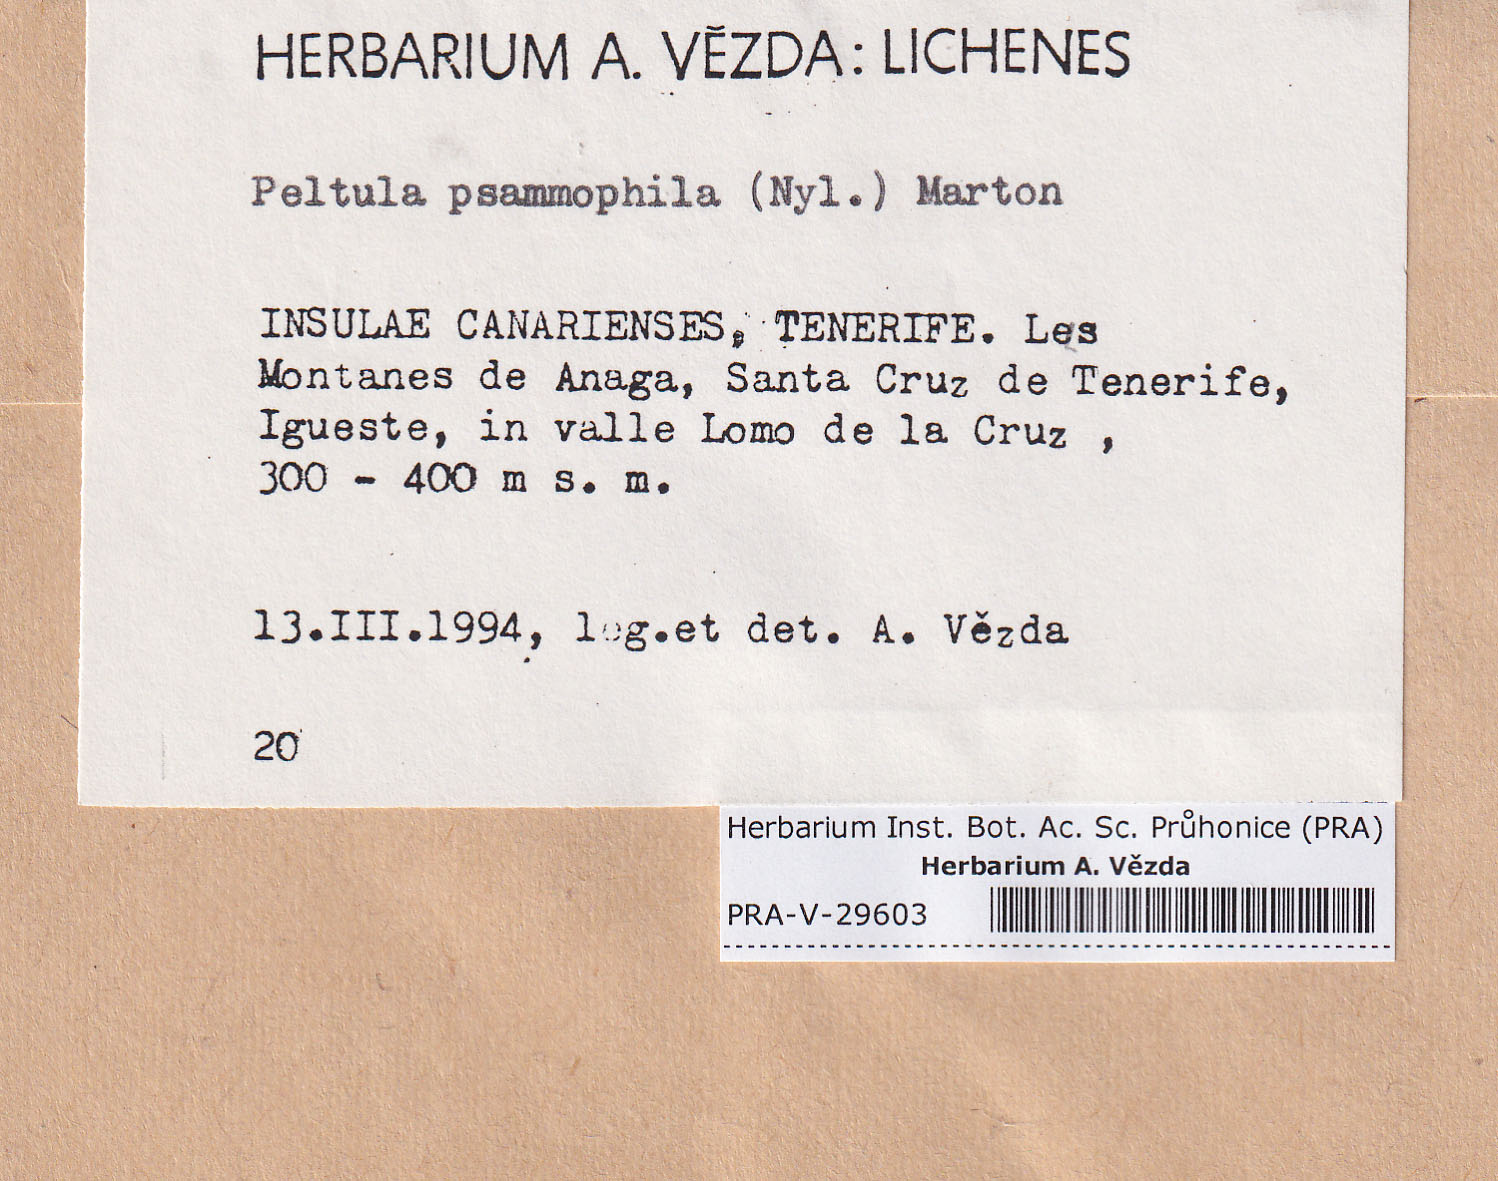 HERBARIUM A. VĚZDA: LICHENES
Peltula psammophila (Nyl.) Marton
INSULAE CANARIENSES, TENERIFE. Les
Montanes de Anaga, Santa Cruz de Tenerife,
Igueste, in valle Lomo de la Cruz ,
300 - 400 m s. m.
13.III.1994, leg.et det. A. Vězda
20
Herbarium Inst. Bot. Ac. Sc. Průhonice (PRA)
Herbarium A. Vězda
PRA-V-29603